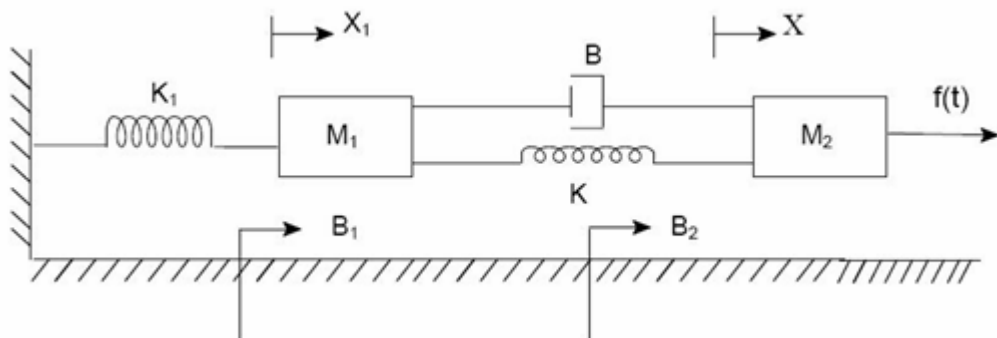 X₁ X
B
K₁ f(t)
M₁ M₂
K
B₁ B₂